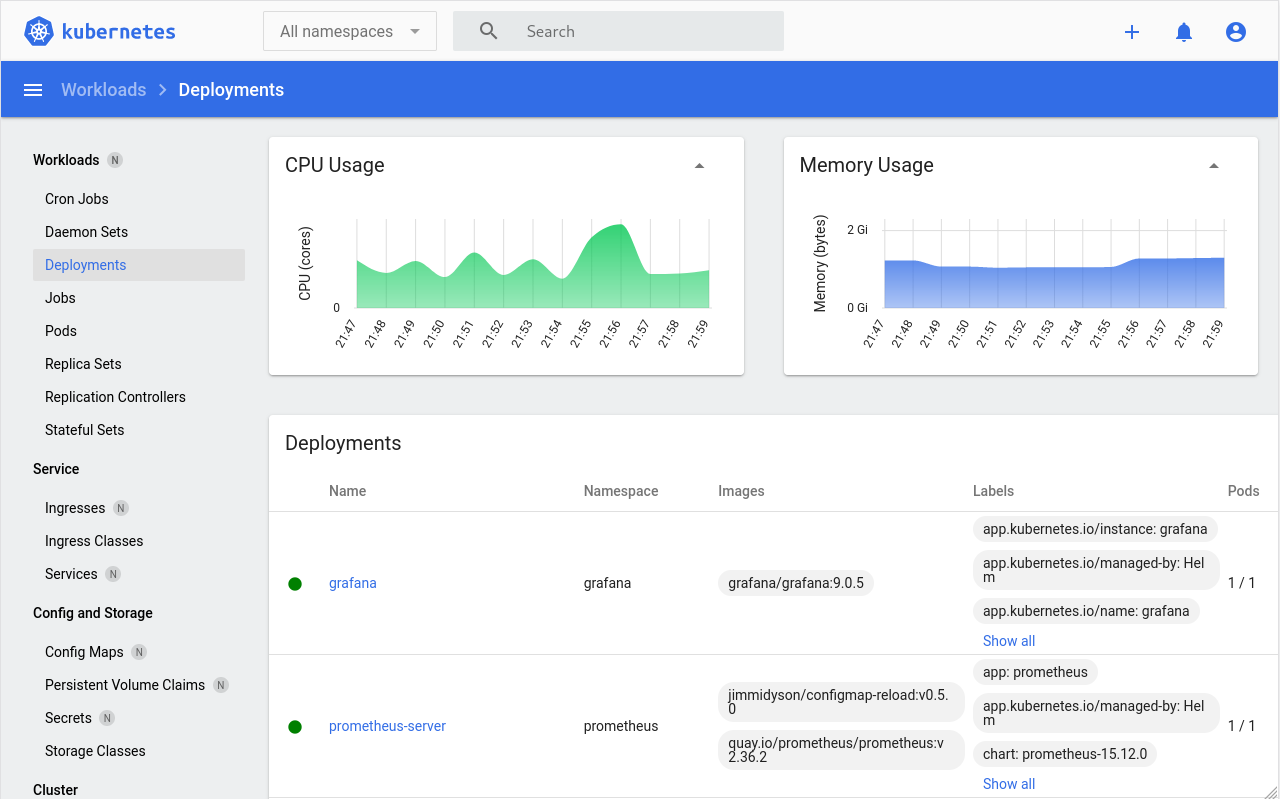 kubernetes
All namespaces
Search
Workloads
Deployments
Workloads N
Cron Jobs
Daemon Sets
Deployments
Jobs
Pods
Replica Sets
Replication Controllers
Stateful Sets
Service
Ingresses N
Ingress Classes
Services N
Config and Storage
Config Maps N
Persistent Volume Claims N
Secrets N
Storage Classes
Cluster
CPU Usage
CPU (cores)
0
21:47
21:48
21:49
21:50
21:51
21:52
21:53
21:54
21:55
21:56
21:57
21:58
21:59
Memory Usage
Memory (bytes)
2 Gi
0 Gi
21:47
21:48
21:49
21:50
21:51
21:52
21:53
21:54
21:55
21:56
21:57
21:58
21:59
Deployments
Name Namespace Images Labels Pods
grafana
grafana
grafana/grafana:9.0.5
app.kubernetes.io/instance: grafana
app.kubernetes.io/managed-by: Hel
m
app.kubernetes.io/name: grafana
Show all
1 / 1
prometheus-server
prometheus
jimmidyson/configmap-reload:v0.5.
0
quay.io/prometheus/prometheus:v
2.36.2
app: prometheus
app.kubernetes.io/managed-by: Hel
m
chart: prometheus-15.12.0
Show all
1 / 1